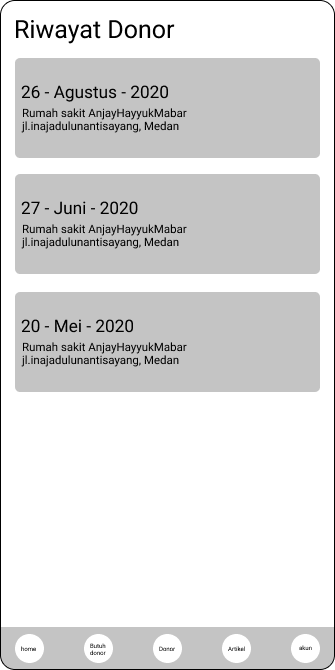 Riwayat Donor
26 - Agustus - 2020
Rumah sakit AnjayHayyukMabar
jl.inajadulunantisayang, Medan
27 - Juni - 2020
Rumah sakit AnjayHayyukMabar
jl.inajadulunantisayang, Medan
20 - Mei - 2020
Rumah sakit AnjayHayyukMabar
jl.inajadulunantisayang, Medan
home
Butuh
donor
Donor
Artikel
akun